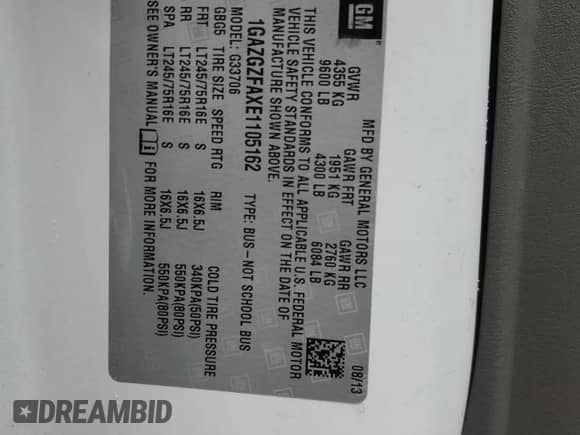 GM
MFD BY GENERAL MOTORS LLC 08/13
GVWR GAWR FRT GAWR RR
4355 KG 1951 KG 2760 KG
9600 LB 4300 LB 6084 LB
THIS VEHICLE CONFORMS TO ALL APPLICABLE U.S. FEDERAL MOTOR
VEHICLE SAFETY STANDARDS IN EFFECT ON THE DATE OF
MANUFACTURE SHOWN ABOVE.
1GAZGZFAXE1105162 TYPE: BUS-NOT SCHOOL BUS
MODEL: G33706
GBG5 TIRE SIZE SPEED RTG RIM COLD TIRE PRESSURE
FRT LT245/75R16E S 16X6.5J 340KPA(50PSI)
RR LT245/75R16E S 16X6.5J 550KPA(80PSI)
SPA LT245/75R16E S 16X6.5J 550KPA(80PSI)
SEE OWNER'S MANUAL FOR MORE INFORMATION.
DREAMBID